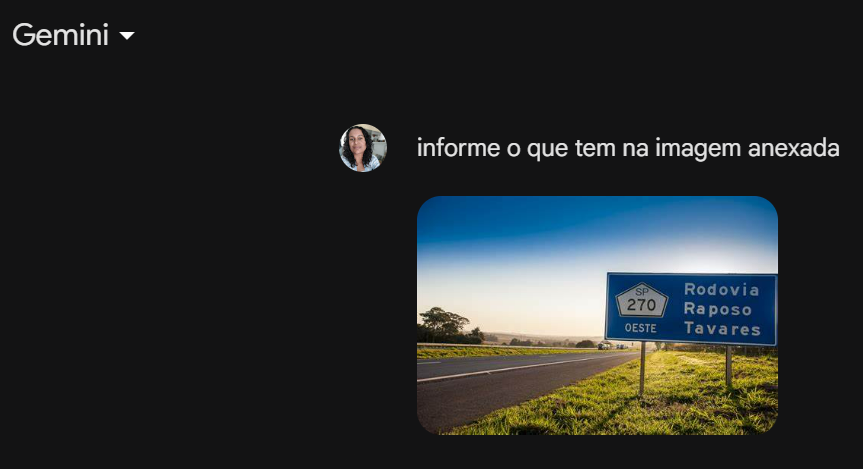 Gemini
informe o que tem na imagem anexada
SP
270
OESTE
Rodovia
Raposo
Tavares